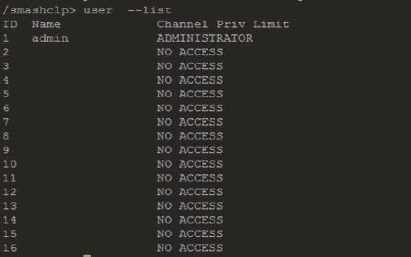 /smashclp> user  --list
ID  Name             Channel Priv Limit
1   admin            ADMINISTRATOR
2                    NO ACCESS
3                    NO ACCESS
4                    NO ACCESS
5                    NO ACCESS
6                    NO ACCESS
7                    NO ACCESS
8                    NO ACCESS
9                    NO ACCESS
10                   NO ACCESS
11                   NO ACCESS
12                   NO ACCESS
13                   NO ACCESS
14                   NO ACCESS
15                   NO ACCESS
16                   NO ACCESS